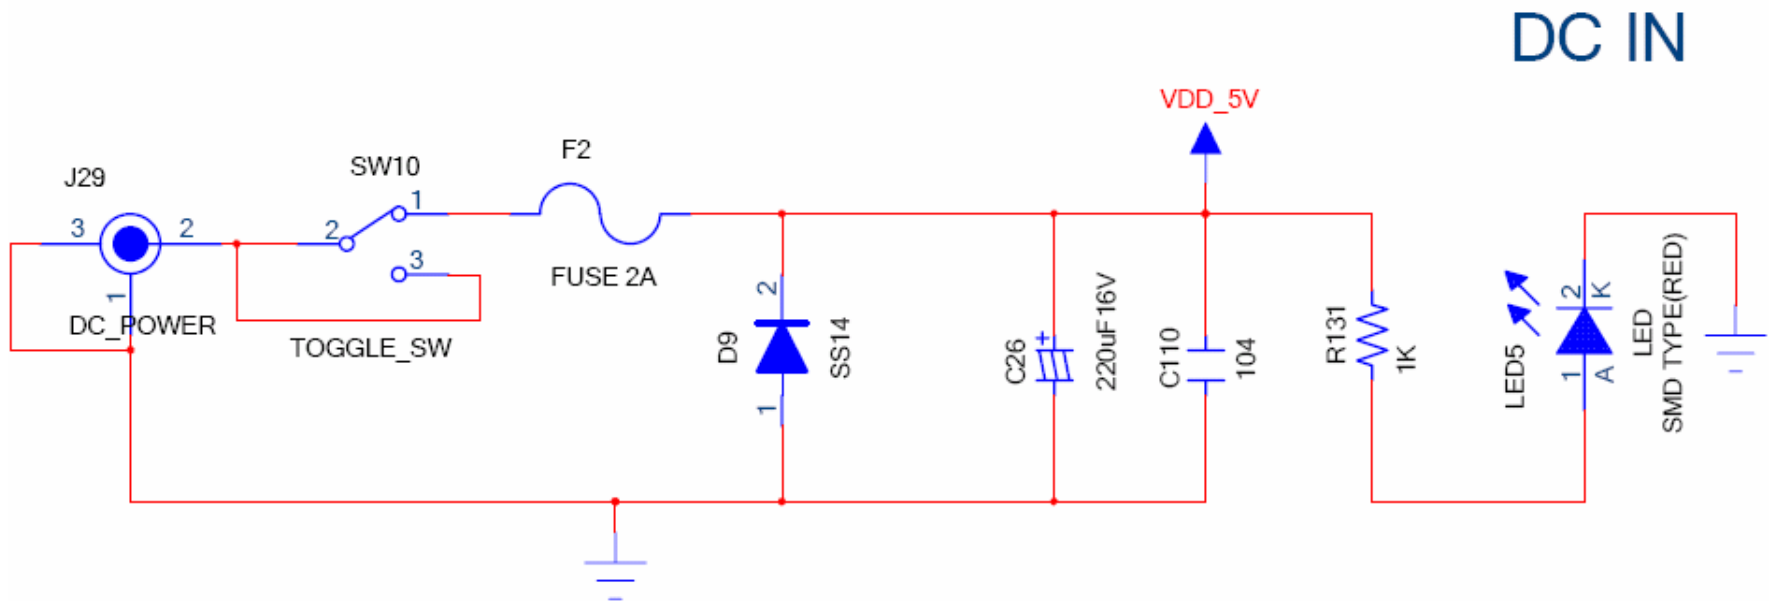 DC IN
VDD_5V
J29
3
2
1
DC_POWER
SW10
2
1
3
TOGGLE_SW
F2
FUSE 2A
D9
2
1
SS14
C26
+
220uF16V
C110
104
R131
1K
LED5
2
K
1
A
LED
SMD TYPE(RED)